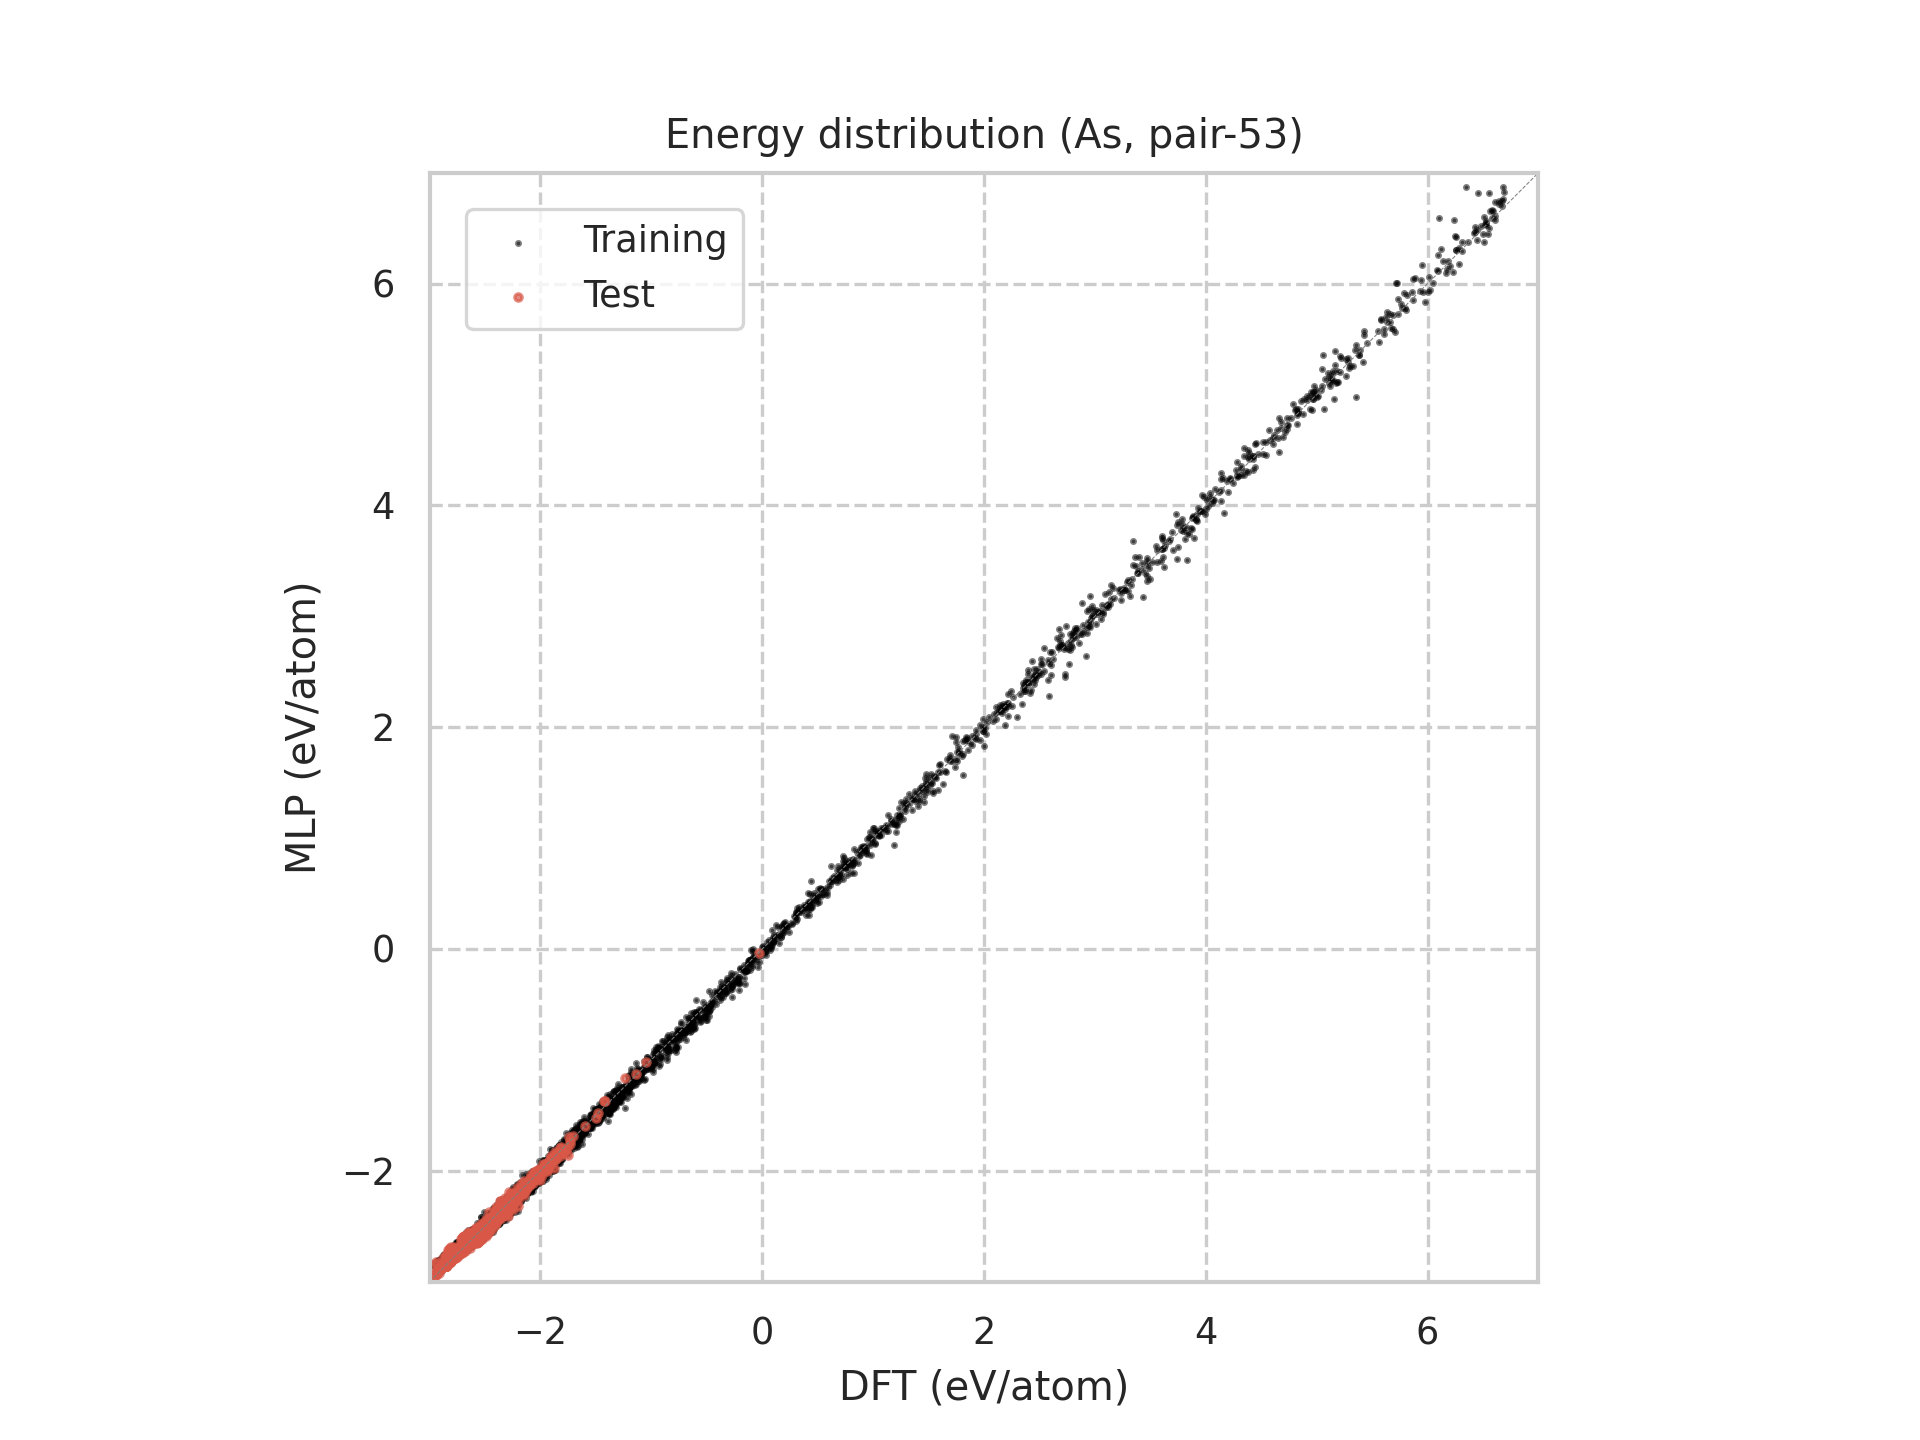 Energy distribution (As, pair-53)
Training
Test
6
4
2
0
−2
MLP (eV/atom)
−2 0 2 4 6
DFT (eV/atom)